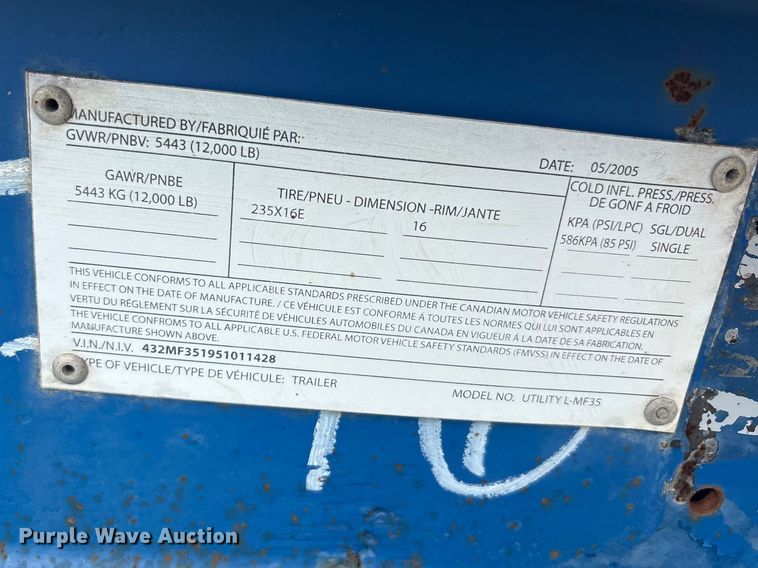 MANUFACTURED BY/FABRIQUIÉ PAR:
GVWR/PNBV: 5443 (12,000 LB)
DATE: 05/2005
GAWR/PNBE
5443 KG (12,000 LB)
TIRE/PNEU - DIMENSION -RIM/JANTE
235X16E 16
COLD INFL. PRESS./PRESS.
DE GONF A FROID
KPA (PSI/LPC) SGL/DUAL
586KPA (85 PSI) SINGLE
THIS VEHICLE CONFORMS TO ALL APPLICABLE STANDARDS PRESCRIBED UNDER THE CANADIAN MOTOR VEHICLE SAFETY REGULATIONS
IN EFFECT ON THE DATE OF MANUFACTURE. / CE VÉHICULE EST CONFORME À TOUTES LES NORMES QUI LUI SONT APPLICABLES EN
VERTU DU RÉGLEMENT SUR LA SÉCURITÉ DE VÉHICULES AUTOMOBILES DU CANADA EN VIGUEUR À LA DATE DE SA FABRICATION.
THE VEHICLE CONFROMS TO ALL APPLICABLE U.S. FEDERAL MOTOR VEHICLE SAFETY STANDARDS (FMVSS) IN EFFECT ON THE DATE OF
MANUFACTURE SHOWN ABOVE.
V.I.N./N.I.V. 432MF351951011428
TYPE OF VEHICLE/TYPE DE VÉHICULE: TRAILER
MODEL NO. UTILITY L-MF35
Purple Wave Auction